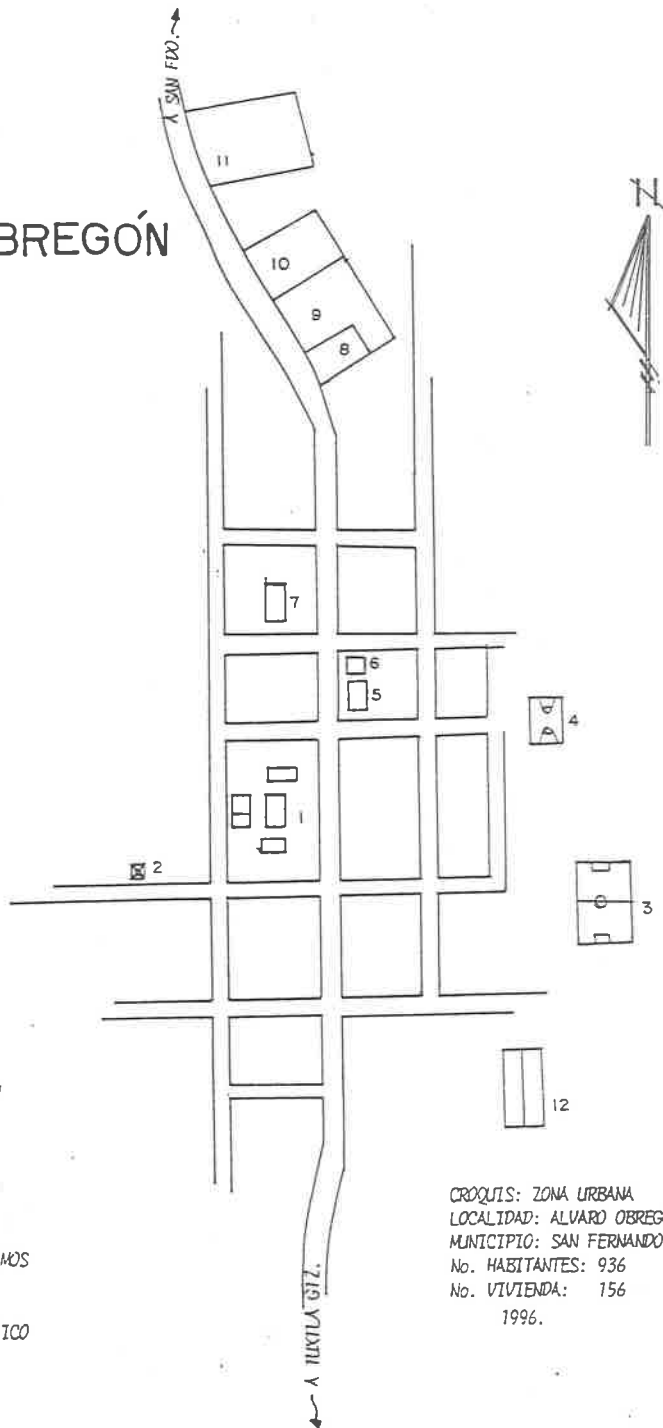 A SAN FDO.
11
BREGÓN
N
10
9
8
7
6
5
4
1
2
3
12
MOS
ICO
CROQUIS: ZONA URBANA
LOCALIDAD: ALVARO OBREG
MUNICIPIO: SAN FERNANDO
No. HABITANTES: 936
No. VIVIENDA: 156
1996.
A TUXTLA GTZ.